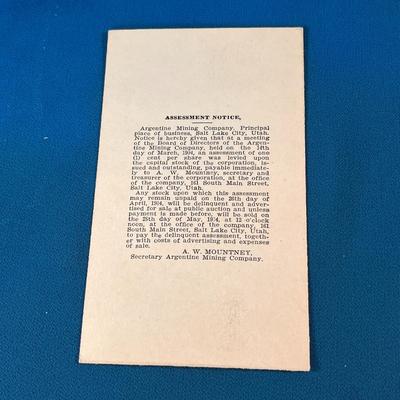 ASSESSMENT NOTICE,
Argentine Mining Company, Principal
place of business, Salt Lake City, Utah.
Notice is hereby given that at a meeting
of the Board of Directors of the Argen-
tine Mining Company, held on the 14th
day of March, 1904, an assessment of one
(1) cent per share was levied upon
the capital stock of the corporation, is-
sued and outstanding, payable immediate-
ly to A. W. Mountney, secretary and
treasurer of the corporation, at the office
of the company, 161 South Main Street,
Salt Lake City, Utah.
Any stock upon which this assessment
may remain unpaid on the 26th day of
April, 1904, will be delinquent and adver-
tised for sale at public auction and unless
payment is made before, will be sold on
the 25th day of May, 1904, at 12 o'clock
noon, at the office of the company, 161
South Main Street, Salt Lake City, Utah,
to pay the delinquent assessment, togeth-
er with costs of advertising and expenses
of sale.
A. W. MOUNTNEY,
Secretary Argentine Mining Company.